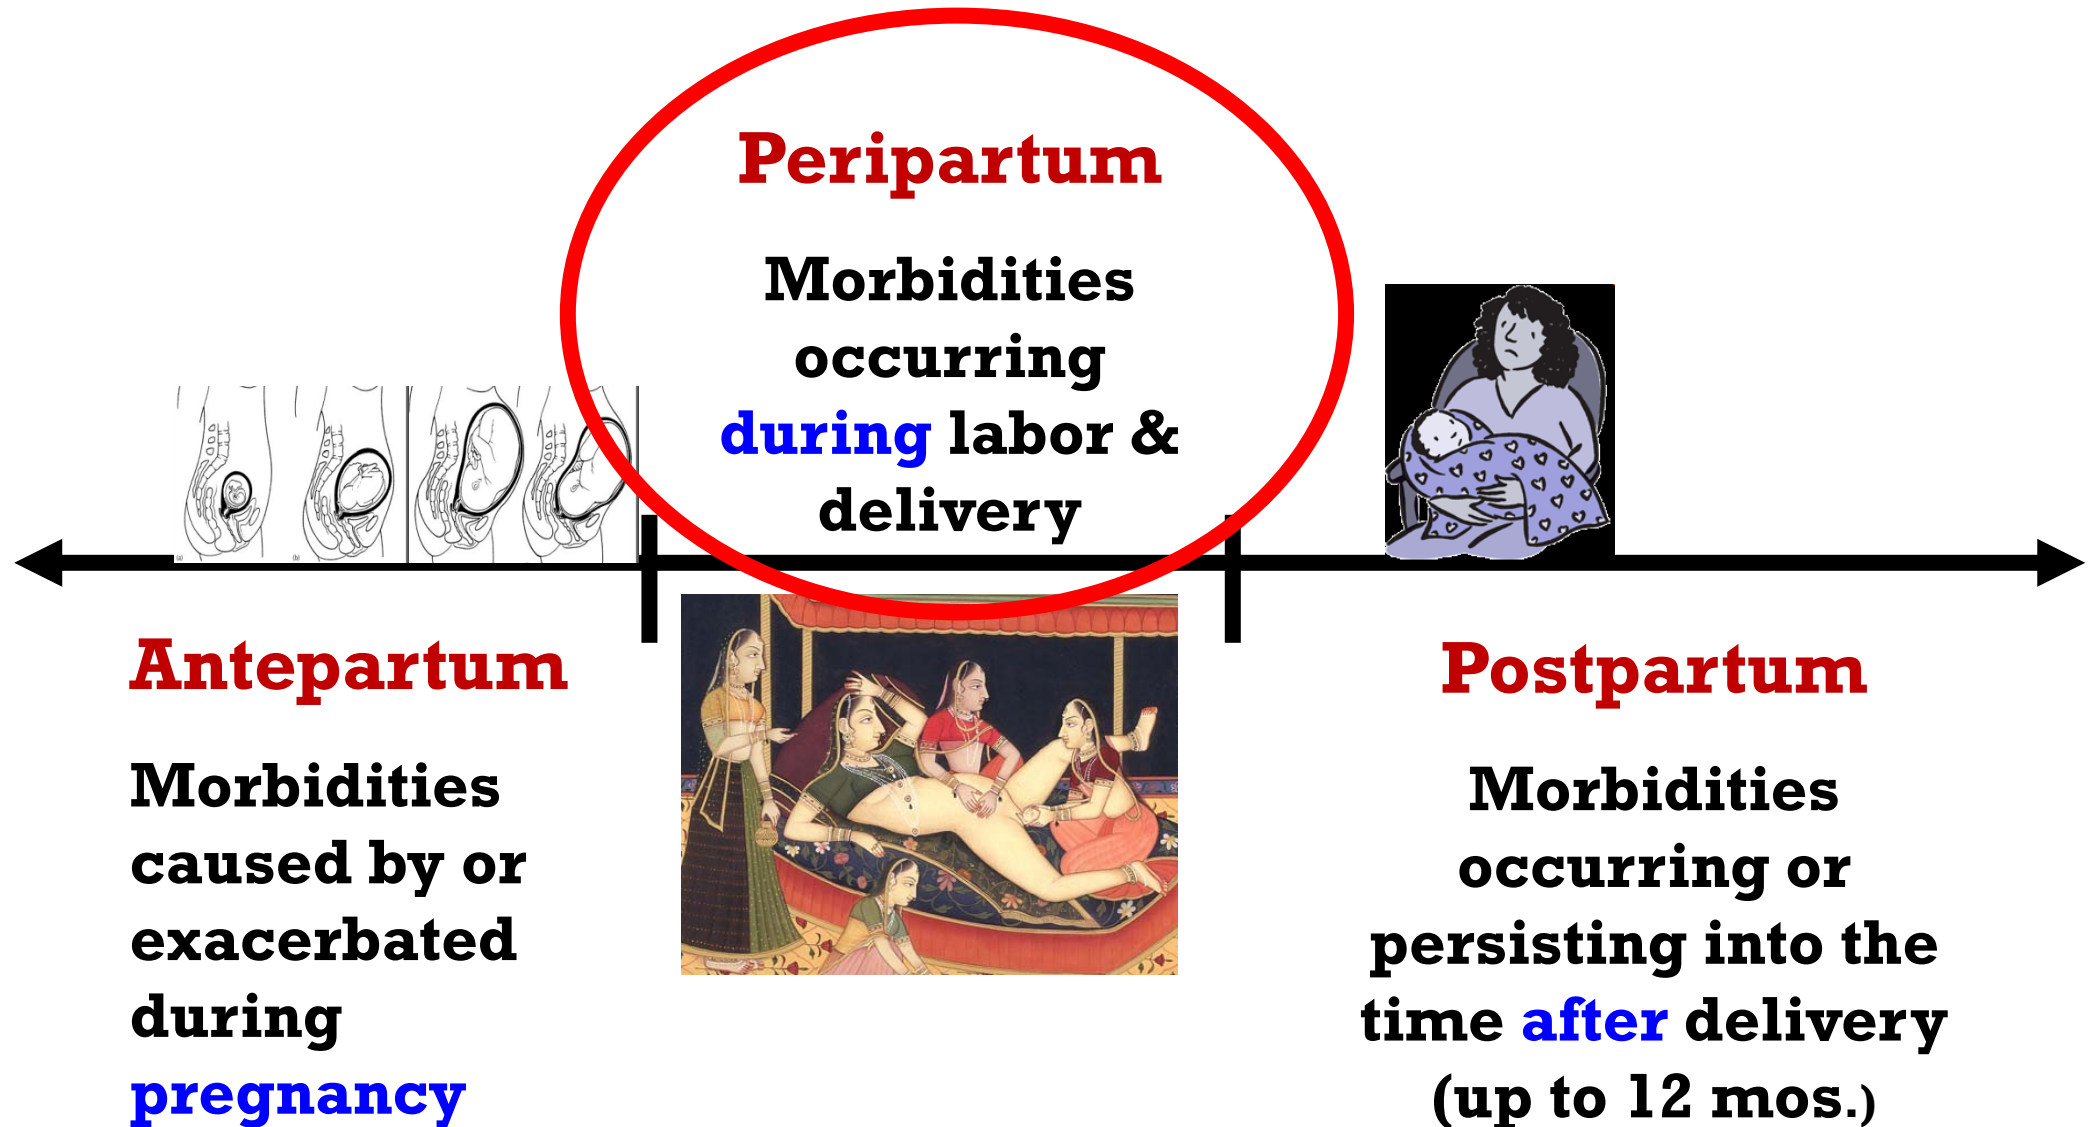 Peripartum
Morbidities
occurring
during labor &
delivery
(a)
(b)
Antepartum
Morbidities
caused by or
exacerbated
during
pregnancy
Postpartum
Morbidities
occurring or
persisting into the
time after delivery
(up to 12 mos.)